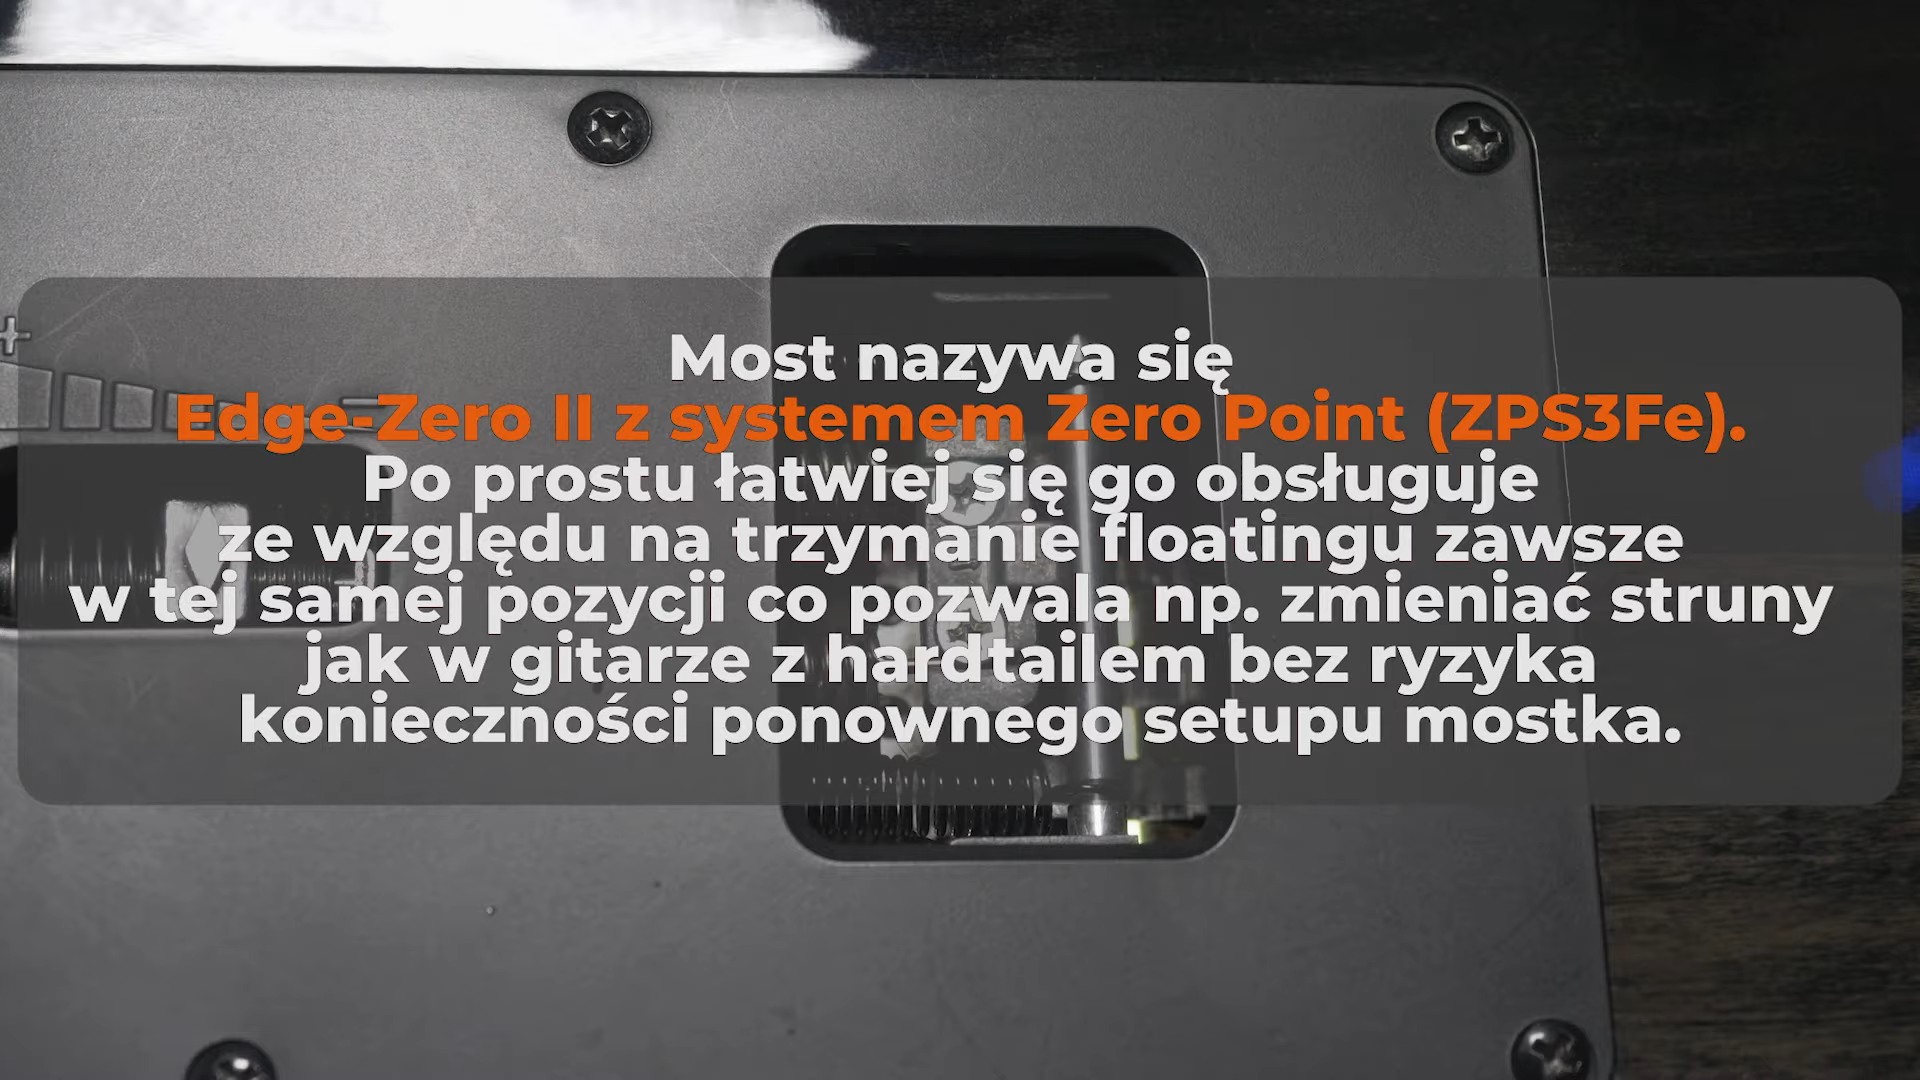 Most nazywa się
Edge-Zero II z systemem Zero Point (ZPS3Fe).
Po prostu łatwiej się go obsługuje
ze względu na trzymanie floatingu zawsze
w tej samej pozycji co pozwala np. zmieniać struny
jak w gitarze z hardtailem bez ryzyka
konieczności ponownego setupu mostka.